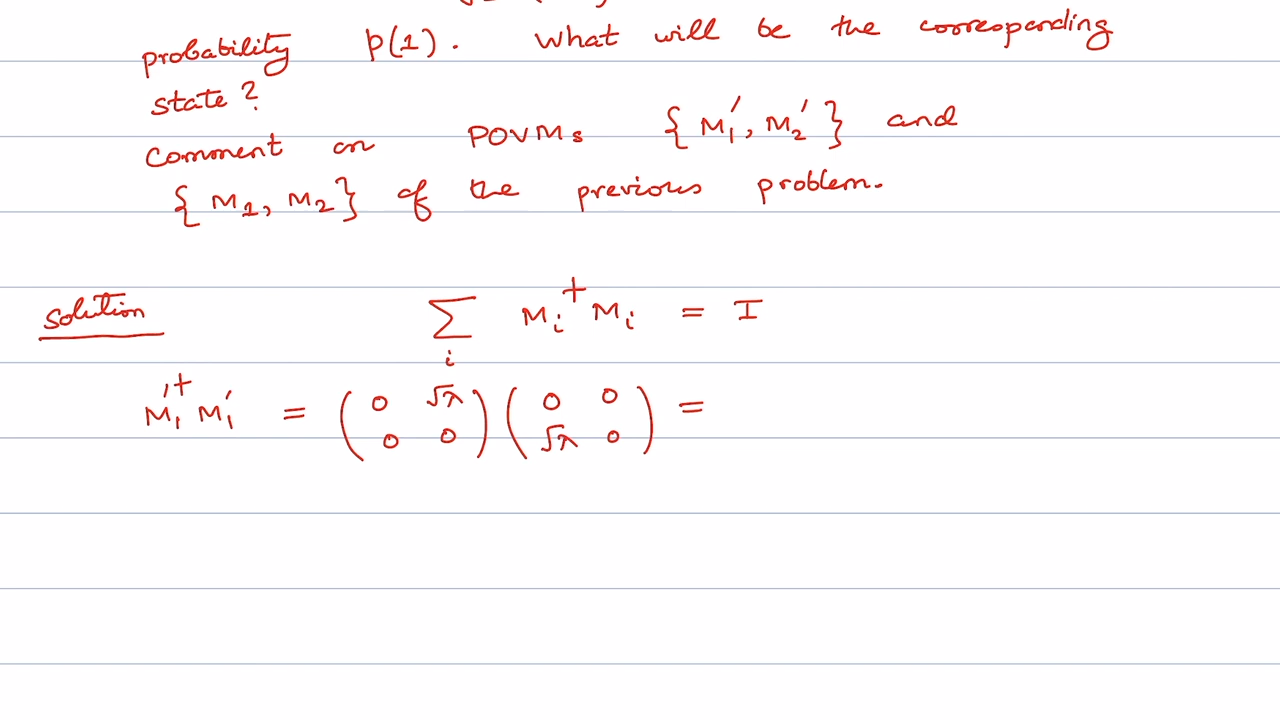 probability P(1). What will be the corresponding
state?
Comment on POVMs {M₁′, M₂′} and
{M₁, M₂} of the previous problem.
Solution
∑ᵢ Mᵢ† Mᵢ = I
M₁′† M₁′ = (0 √λ; 0 0) (0 0; √λ 0) =